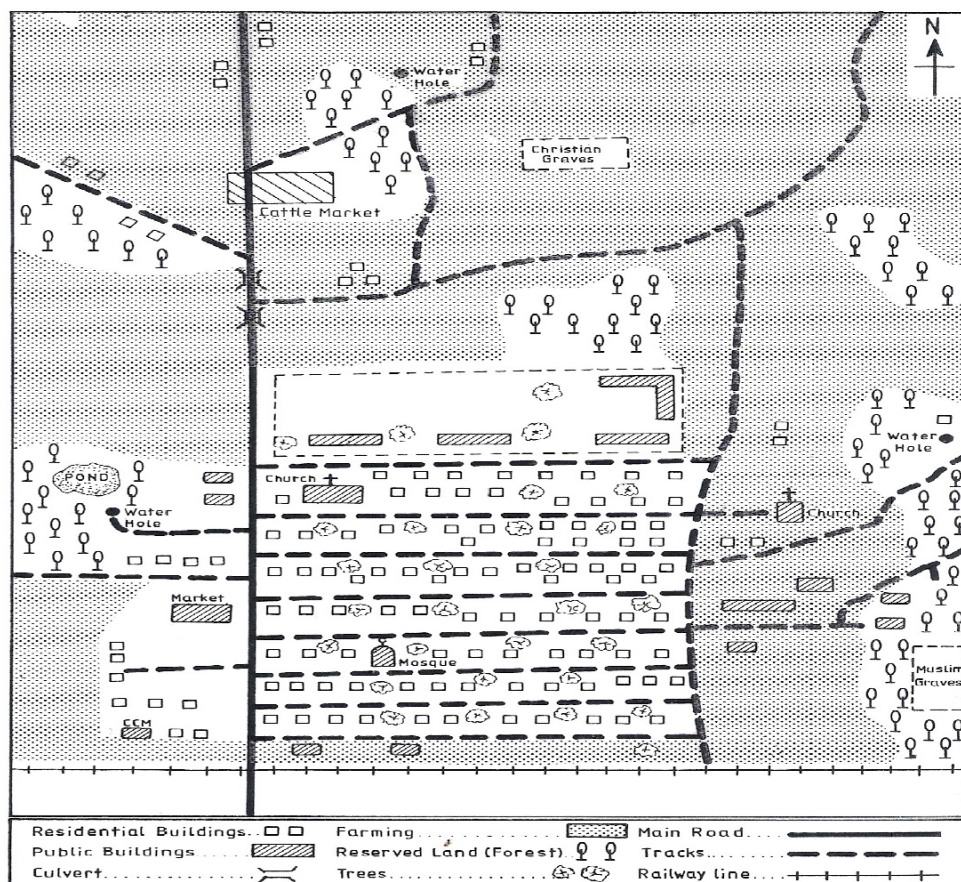 N
Water
Hole
Christian
Graves
Cattle Market
Water
Hole
Church
POND
Water
Hole
Church
Market
Mosque
Muslim
Graves
CCM
Residential Buildings..
Farming..........
Main Road....
Public Buildings .....
Reserved Land (Forest)
Tracks......
Culvert............
Trees.............
Railway line....